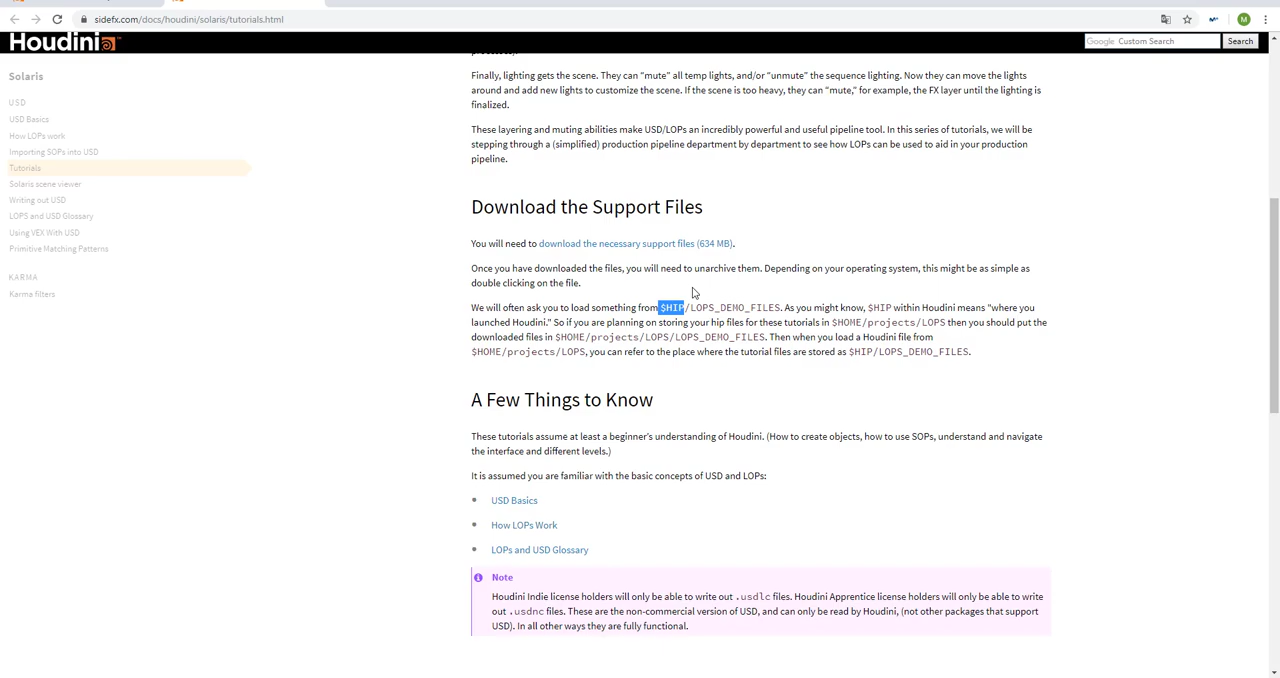 sidefx.com/docs/houdini/solaris/tutorials.html
M
Houdini
Google Custom Search
Search
Solaris
USD
USD Basics
How LOPs work
Importing SOPs into USD
Tutorials
Solaris scene viewer
Writing out USD
LOPS and USD Glossary
Using VEX With USD
Primitive Matching Patterns
KARMA
Karma filters
Finally, lighting gets the scene. They can “mute” all temp lights, and/or “unmute” the sequence lighting. Now they can move the lights
around and add new lights to customize the scene. If the scene is too heavy, they can “mute,” for example, the FX layer until the lighting is
finalized.
These layering and muting abilities make USD/LOPs an incredibly powerful and useful pipeline tool. In this series of tutorials, we will be
stepping through a (simplified) production pipeline department by department to see how LOPs can be used to aid in your production
pipeline.
Download the Support Files
You will need to download the necessary support files (634 MB).
Once you have downloaded the files, you will need to unarchive them. Depending on your operating system, this might be as simple as
double clicking on the file.
We will often ask you to load something from $HIP/LOPS_DEMO_FILES. As you might know, $HIP within Houdini means “where you
launched Houdini.” So if you are planning on storing your hip files for these tutorials in $HOME/projects/LOPS then you should put the
downloaded files in $HOME/projects/LOPS/LOPS_DEMO_FILES. Then when you load a Houdini file from
$HOME/projects/LOPS, you can refer to the place where the tutorial files are stored as $HIP/LOPS_DEMO_FILES.
A Few Things to Know
These tutorials assume at least a beginner’s understanding of Houdini. (How to create objects, how to use SOPs, understand and navigate
the interface and different levels.)
It is assumed you are familiar with the basic concepts of USD and LOPs:
USD Basics
How LOPs Work
LOPs and USD Glossary
Note
Houdini Indie license holders will only be able to write out .usdlc files. Houdini Apprentice license holders will only be able to write
out .usdnc files. These are the non-commercial version of USD, and can only be read by Houdini, (not other packages that support
USD). In all other ways they are fully functional.